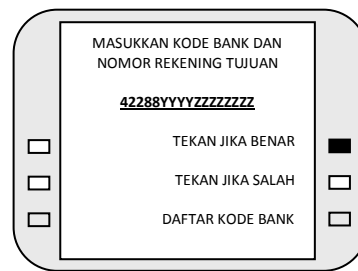 MASUKKAN KODE BANK DAN
NOMOR REKENING TUJUAN
42288YYYYZZZZZZZZ
TEKAN JIKA BENAR
TEKAN JIKA SALAH
DAFTAR KODE BANK